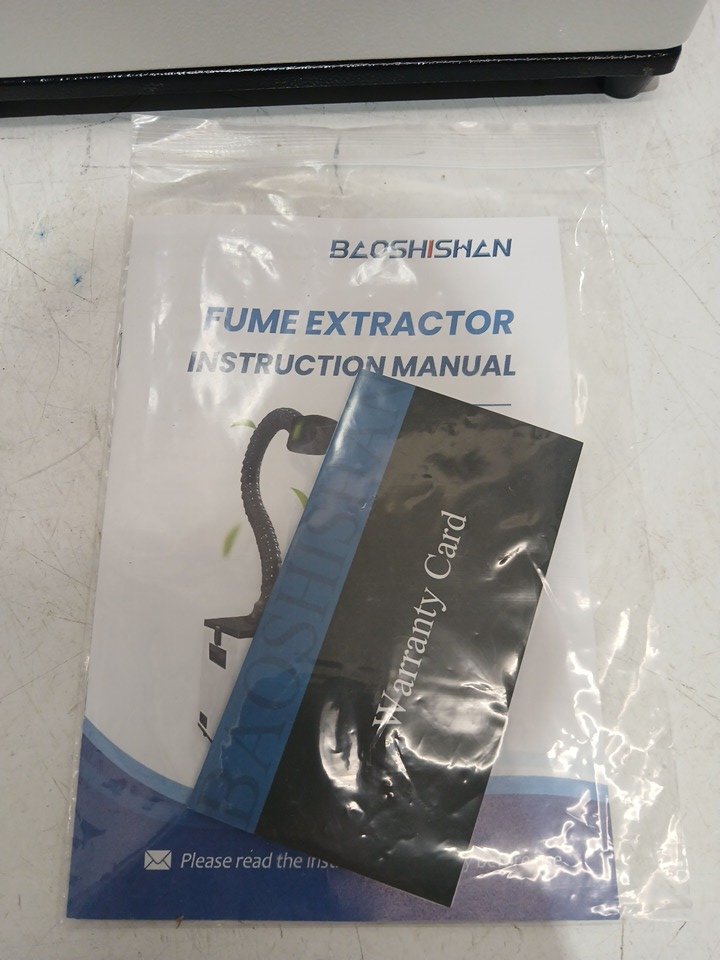 BAOSHISHAN
FUME EXTRACTOR
INSTRUCTION MANUAL
BAOSHISHAN
Warranty Card
Please read the